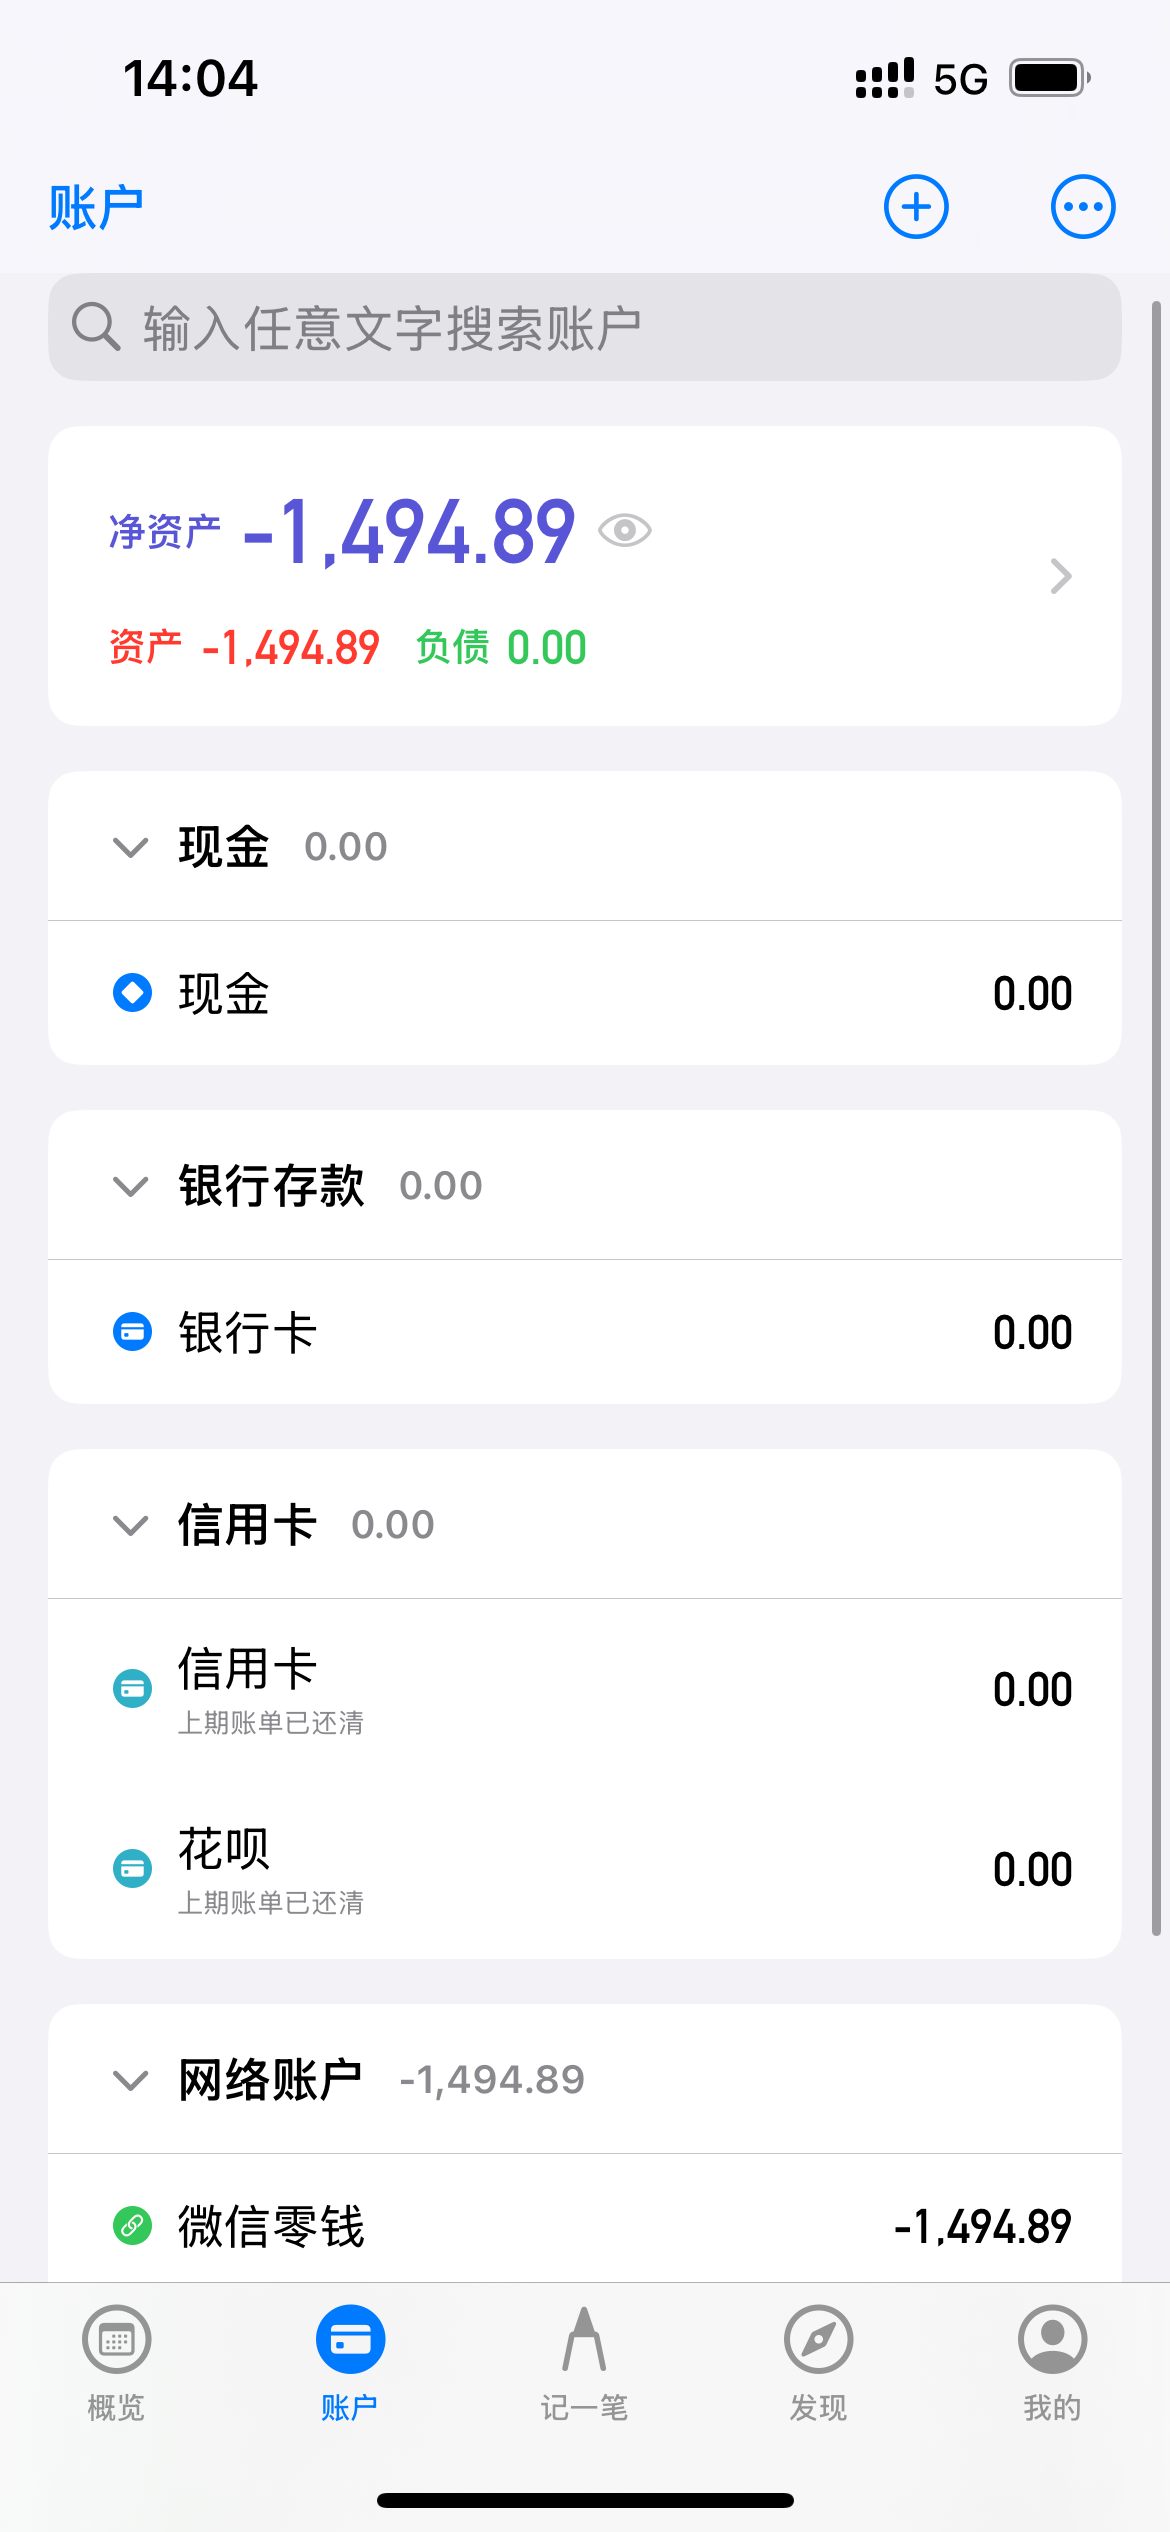 14:04 5G
账户
输入任意文字搜索账户
净资产 -1,494.89
资产 -1,494.89 负债 0.00
现金 0.00
现金 0.00
银行存款 0.00
银行卡 0.00
信用卡 0.00
信用卡 0.00
上期账单已还清
花呗 0.00
上期账单已还清
网络账户 -1,494.89
微信零钱 -1,494.89
概览 账户 记一笔 发现 我的